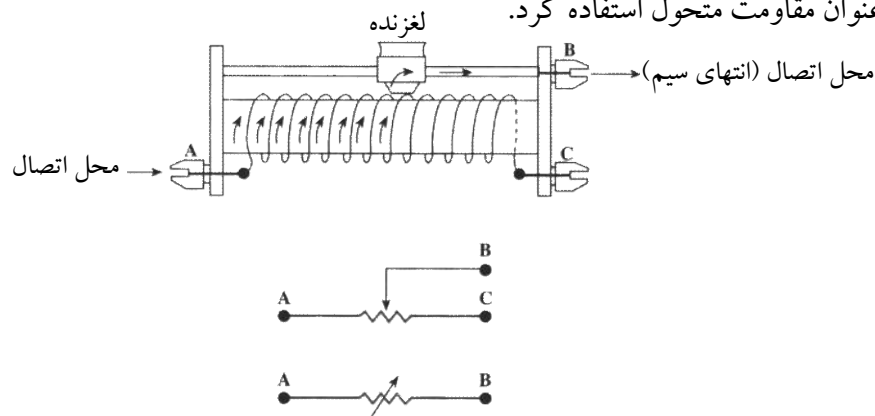 عنوان مقاومت متحول استفاده کرد.
لغزنده
B
محل اتصال (انتهای سیم)
A
C
محل اتصال
B
A
C
A
B